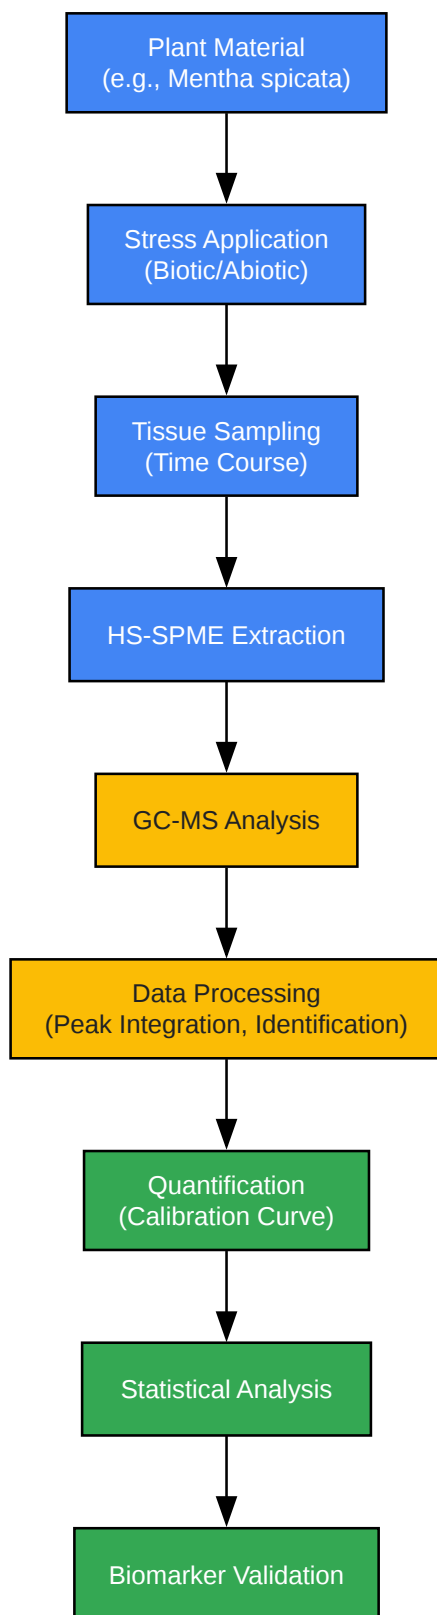 Plant Material
(e.g., Mentha spicata)
Stress Application
(Biotic/Abiotic)
Tissue Sampling
(Time Course)
HS-SPME Extraction
GC-MS Analysis
Data Processing
(Peak Integration, Identification)
Quantification
(Calibration Curve)
Statistical Analysis
Biomarker Validation